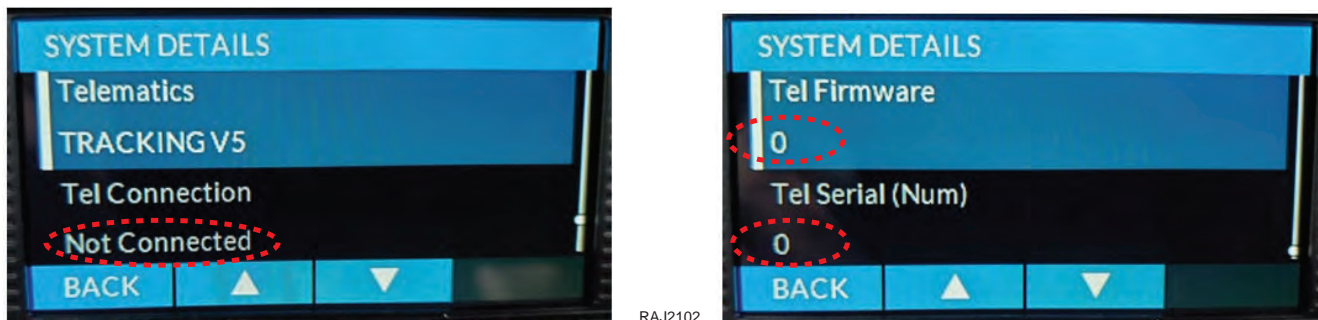 SYSTEM DETAILS
Telematics
TRACKING V5
Tel Connection
Not Connected
BACK
SYSTEM DETAILS
Tel Firmware
0
Tel Serial (Num)
0
BACK
RAJ2102